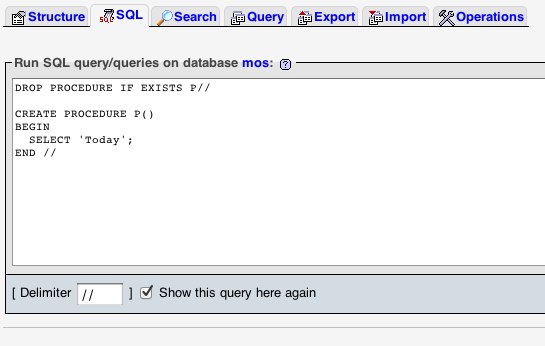 Structure SQL Search Query Export Import Operations
Run SQL query/queries on database mos: ?
DROP PROCEDURE IF EXISTS P//
CREATE PROCEDURE P()
BEGIN
  SELECT 'Today';
END //
[ Delimiter // ] Show this query here again